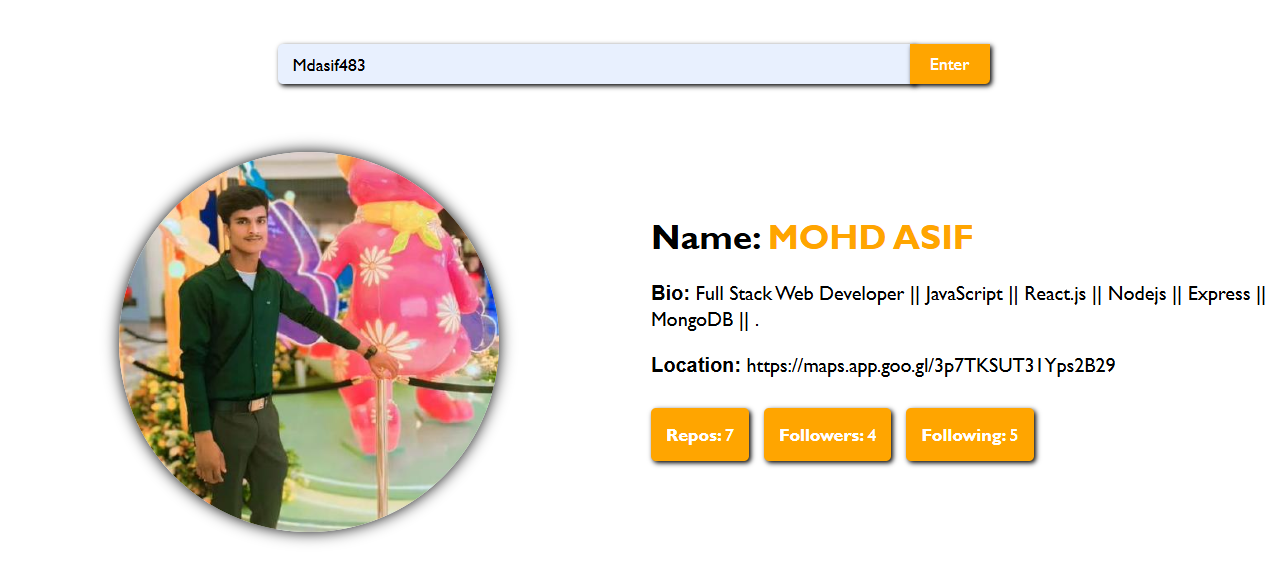 Mdasif483
Enter
Name: MOHD ASIF
Bio: Full Stack Web Developer || JavaScript || React.js || Nodejs || Express ||
MongoDB || .
Location: https://maps.app.goo.gl/3p7TKSUT31Yps2B29
Repos: 7
Followers: 4
Following: 5